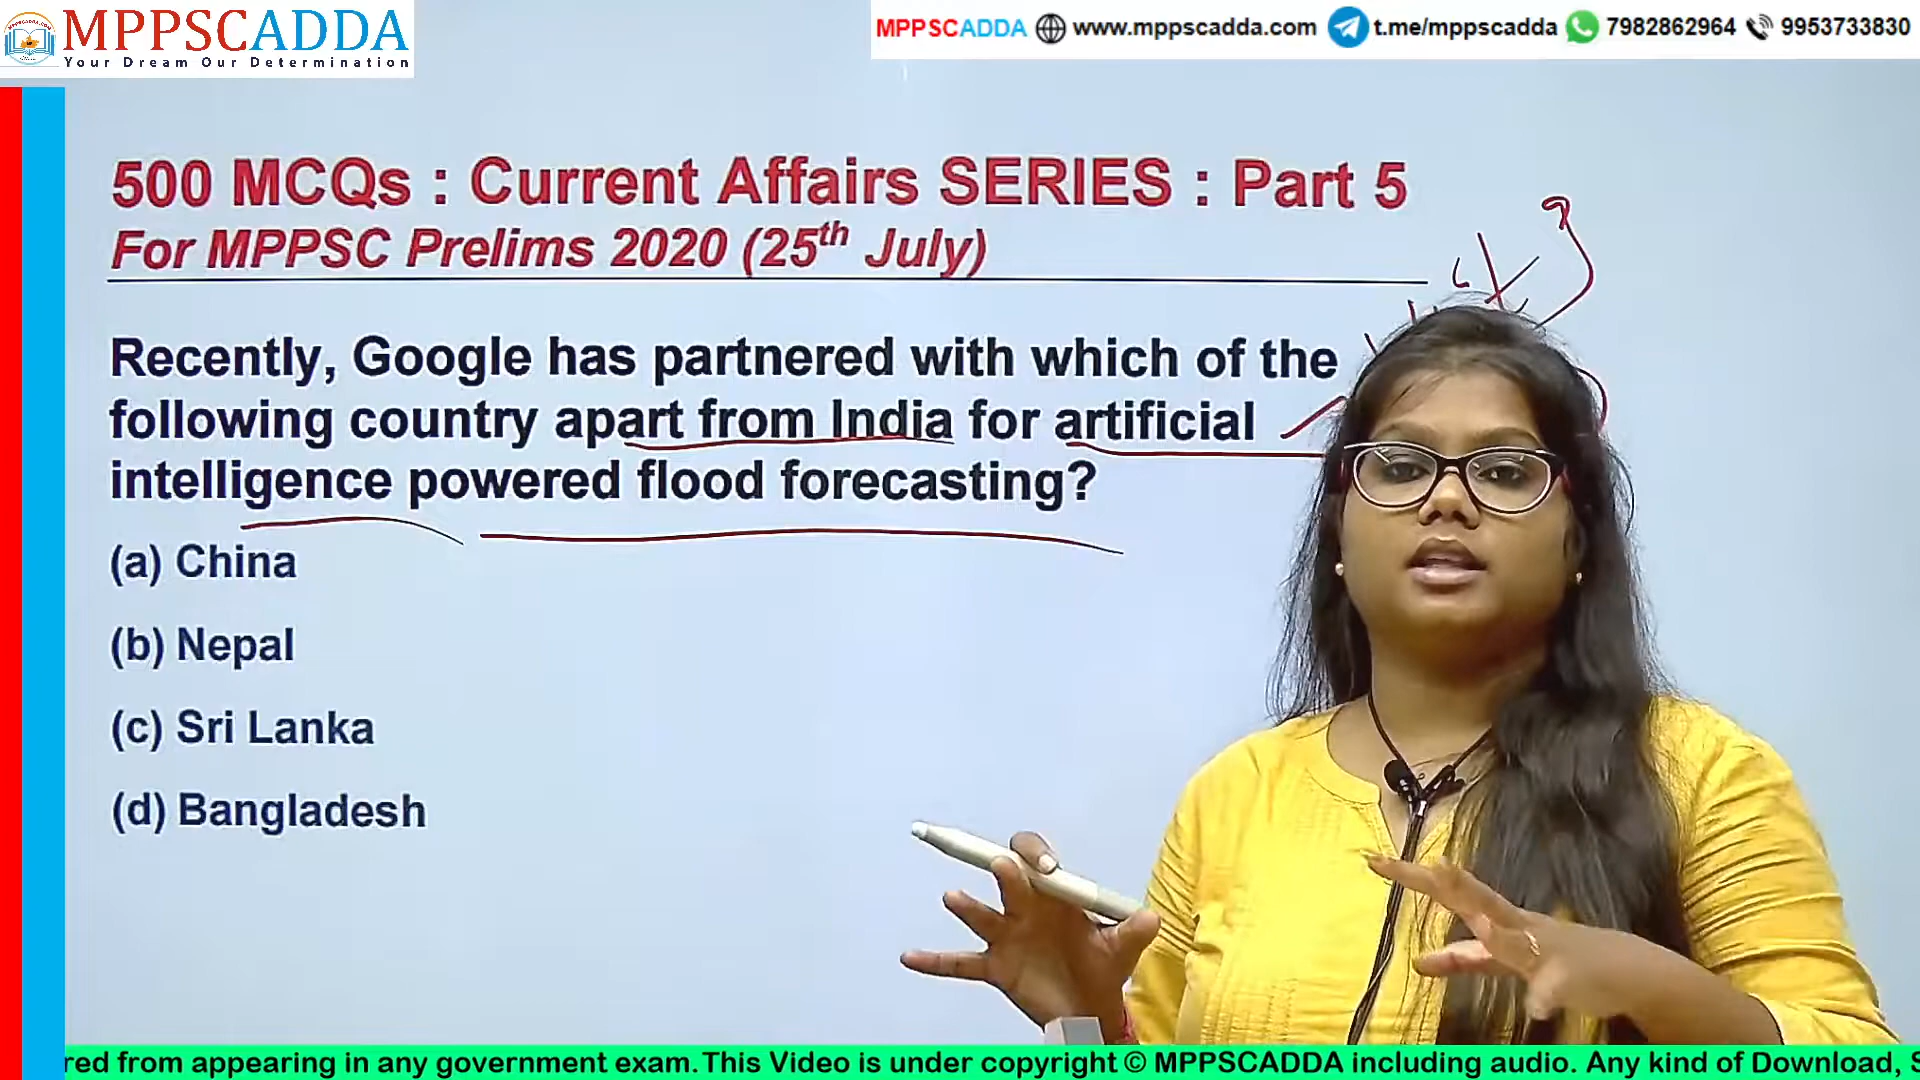 MPPSCADDA
Your Dream Our Determination
MPPSCADDA www.mppscadda.com t.me/mppscadda 7982862964 9953733830
500 MCQs : Current Affairs SERIES : Part 5
For MPPSC Prelims 2020 (25th July)
Recently, Google has partnered with which of the
following country apart from India for artificial
intelligence powered flood forecasting?
(a) China
(b) Nepal
(c) Sri Lanka
(d) Bangladesh
red from appearing in any government exam. This Video is under copyright © MPPSCADDA including audio. Any kind of Download, S